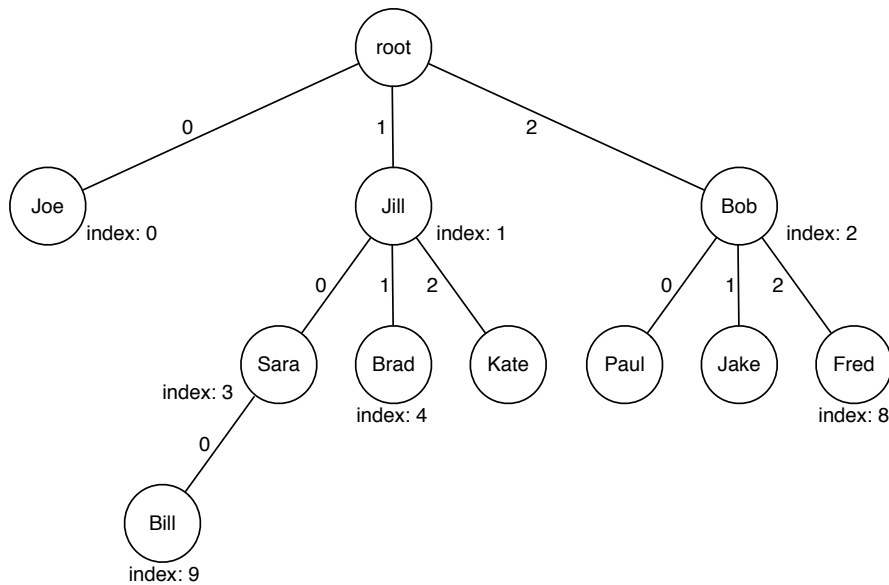 root
0
1
2
Joe
Jill
Bob
index: 0
index: 1
index: 2
0
1
2
0
1
2
Sara
Brad
Kate
Paul
Jake
Fred
index: 3
index: 4
index: 8
0
Bill
index: 9